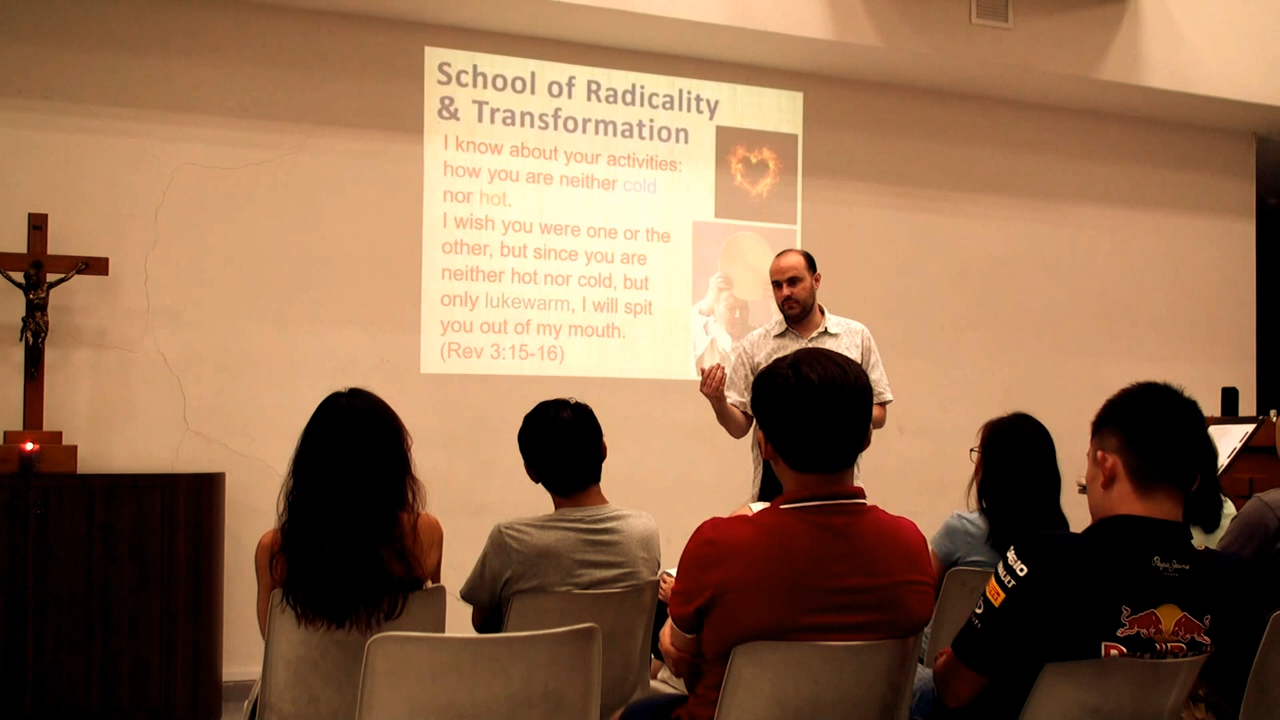 School of Radicality
& Transformation
I know about your activities:
how you are neither cold
nor hot.
I wish you were one or the
other, but since you are
neither hot nor cold, but
only lukewarm, I will spit
you out of my mouth.
(Rev 3:15-16)
Pepe Jeans